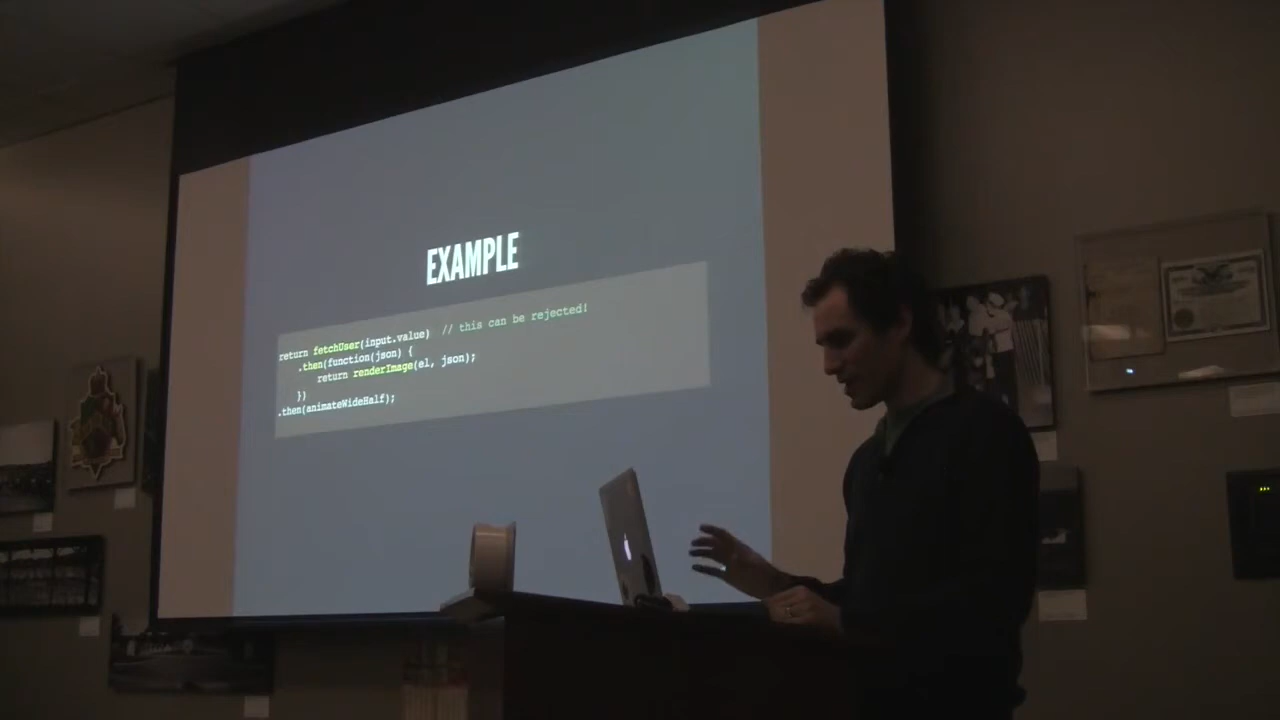 EXAMPLE
return fetchUser(input.value) // this can be rejected!
.then(function(json) {
return renderImage(el, json);
})
.then(animateWideHalf);